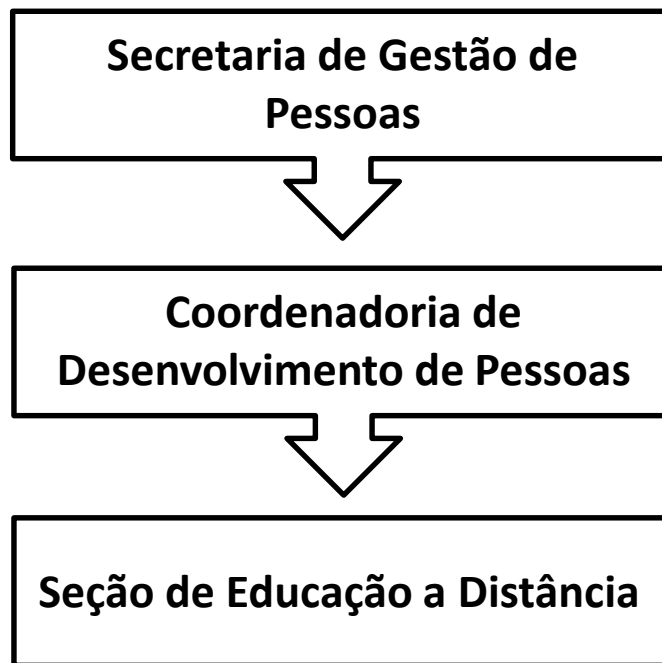 Secretaria de Gestão de
Pessoas
Coordenadoria de
Desenvolvimento de Pessoas
Seção de Educação a Distância